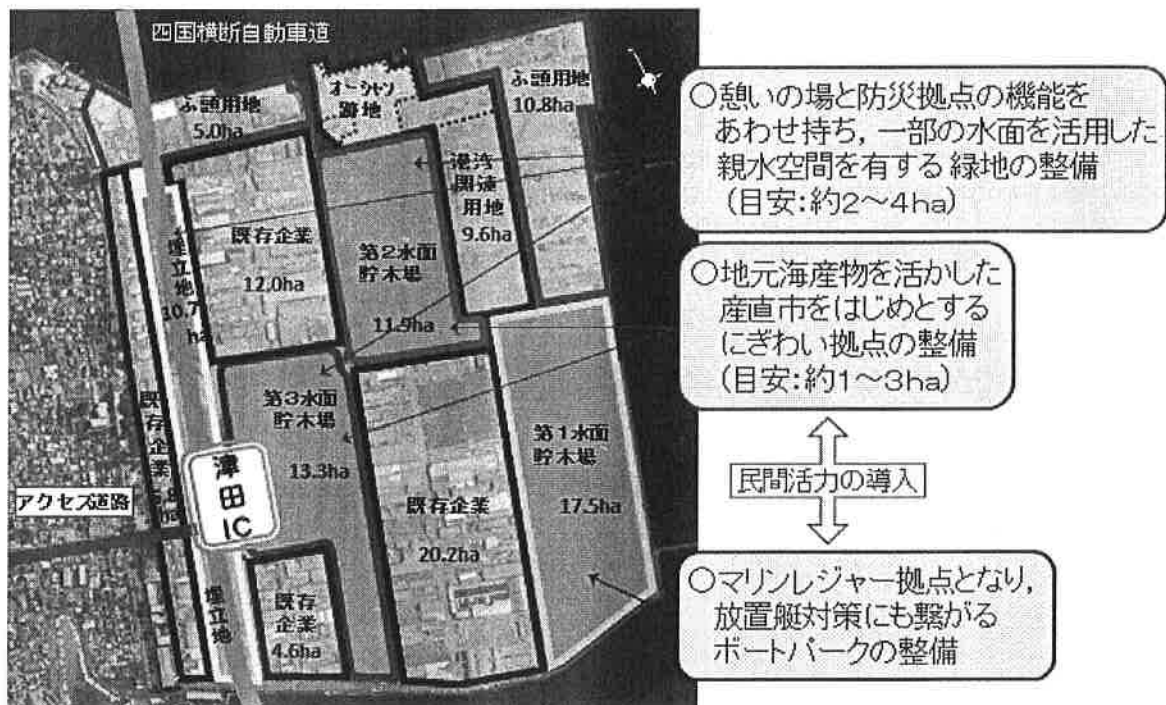 四国横断自動車道
ふ頭用地
5.0ha
オーシャン
跡地
ふ頭用地
10.8ha
港湾
関連
用地
9.6ha
既存企業
12.0ha
第2水面
貯木場
11.9ha
埋立地
10.7
ha
第3水面
貯木場
13.3ha
既存企業
津田
IC
アクセス道路
既存企業
20.2ha
第1水面
貯木場
17.5ha
既存
企業
4.6ha
埋立地
○憩いの場と防災拠点の機能を
あわせ持ち，一部の水面を活用した
親水空間を有する緑地の整備
(目安：約2～4ha)
○地元海産物を活かした
産直市をはじめとする
にぎわい拠点の整備
(目安：約1～3ha)
民間活力の導入
○マリンレジャー拠点となり，
放置艇対策にも繋がる
ボートパークの整備